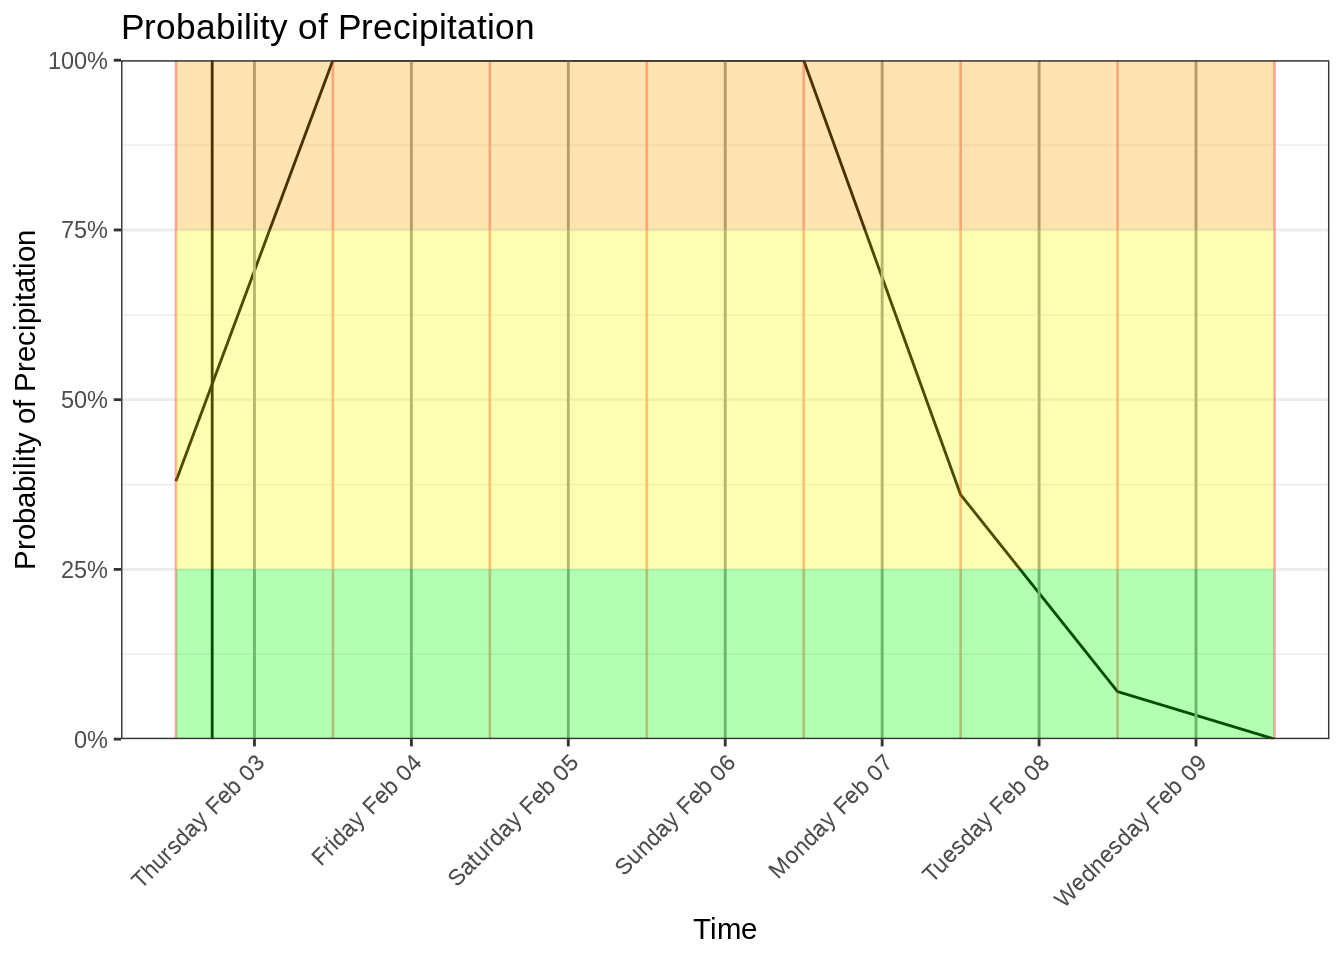 Probability of Precipitation
Probability of Precipitation
100%
75%
50%
25%
0%
Thursday Feb 03
Friday Feb 04
Saturday Feb 05
Sunday Feb 06
Monday Feb 07
Tuesday Feb 08
Wednesday Feb 09
Time